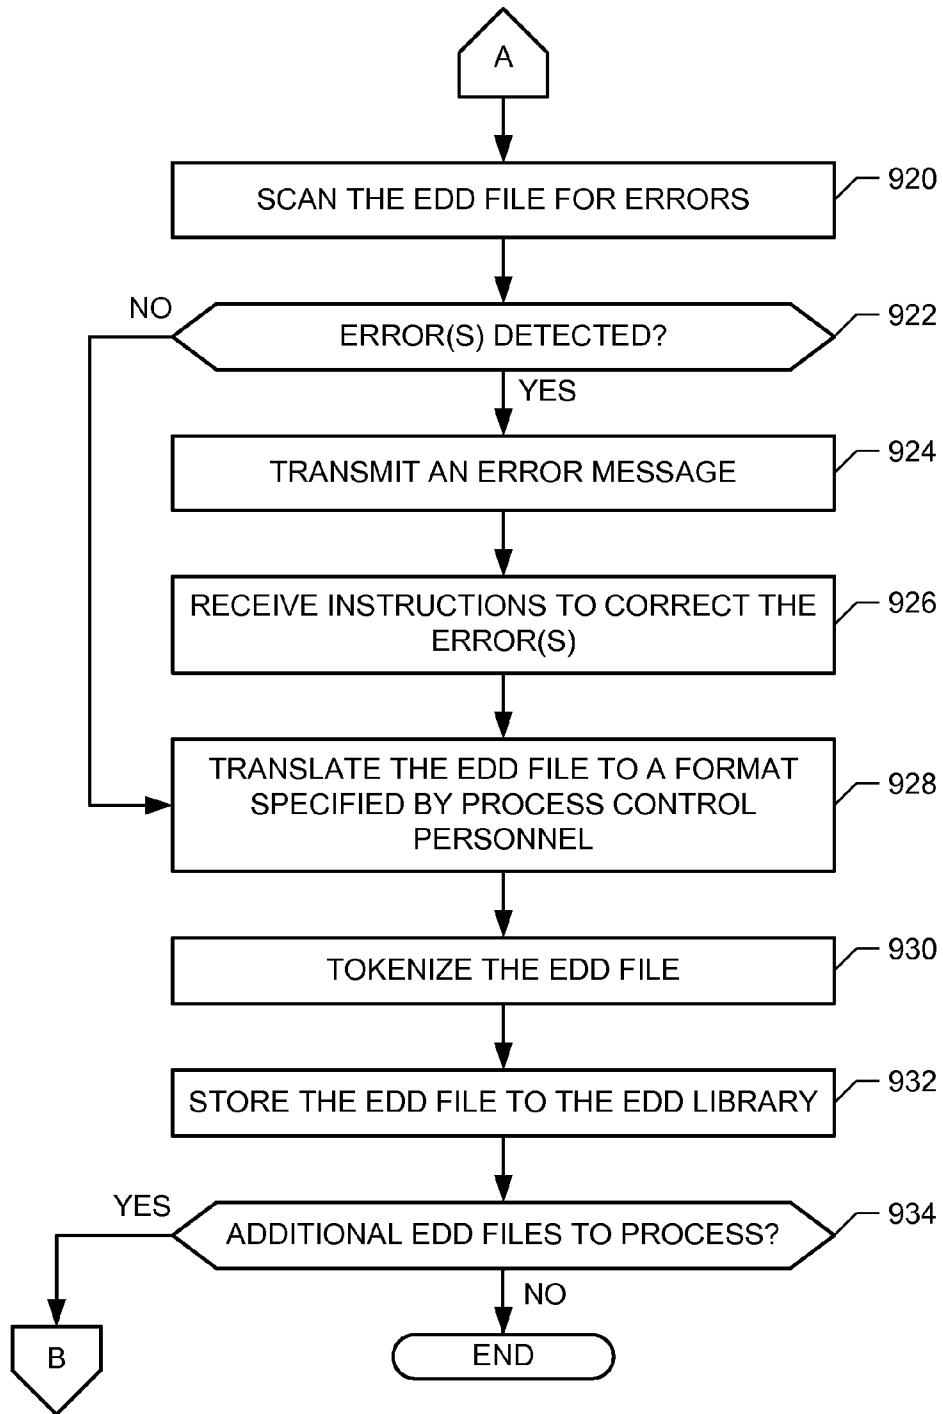 A
SCAN THE EDD FILE FOR ERRORS
920
NO
ERROR(S) DETECTED?
922
YES
TRANSMIT AN ERROR MESSAGE
924
RECEIVE INSTRUCTIONS TO CORRECT THE
ERROR(S)
926
TRANSLATE THE EDD FILE TO A FORMAT
SPECIFIED BY PROCESS CONTROL
PERSONNEL
928
TOKENIZE THE EDD FILE
930
STORE THE EDD FILE TO THE EDD LIBRARY
932
YES
ADDITIONAL EDD FILES TO PROCESS?
934
NO
B
END